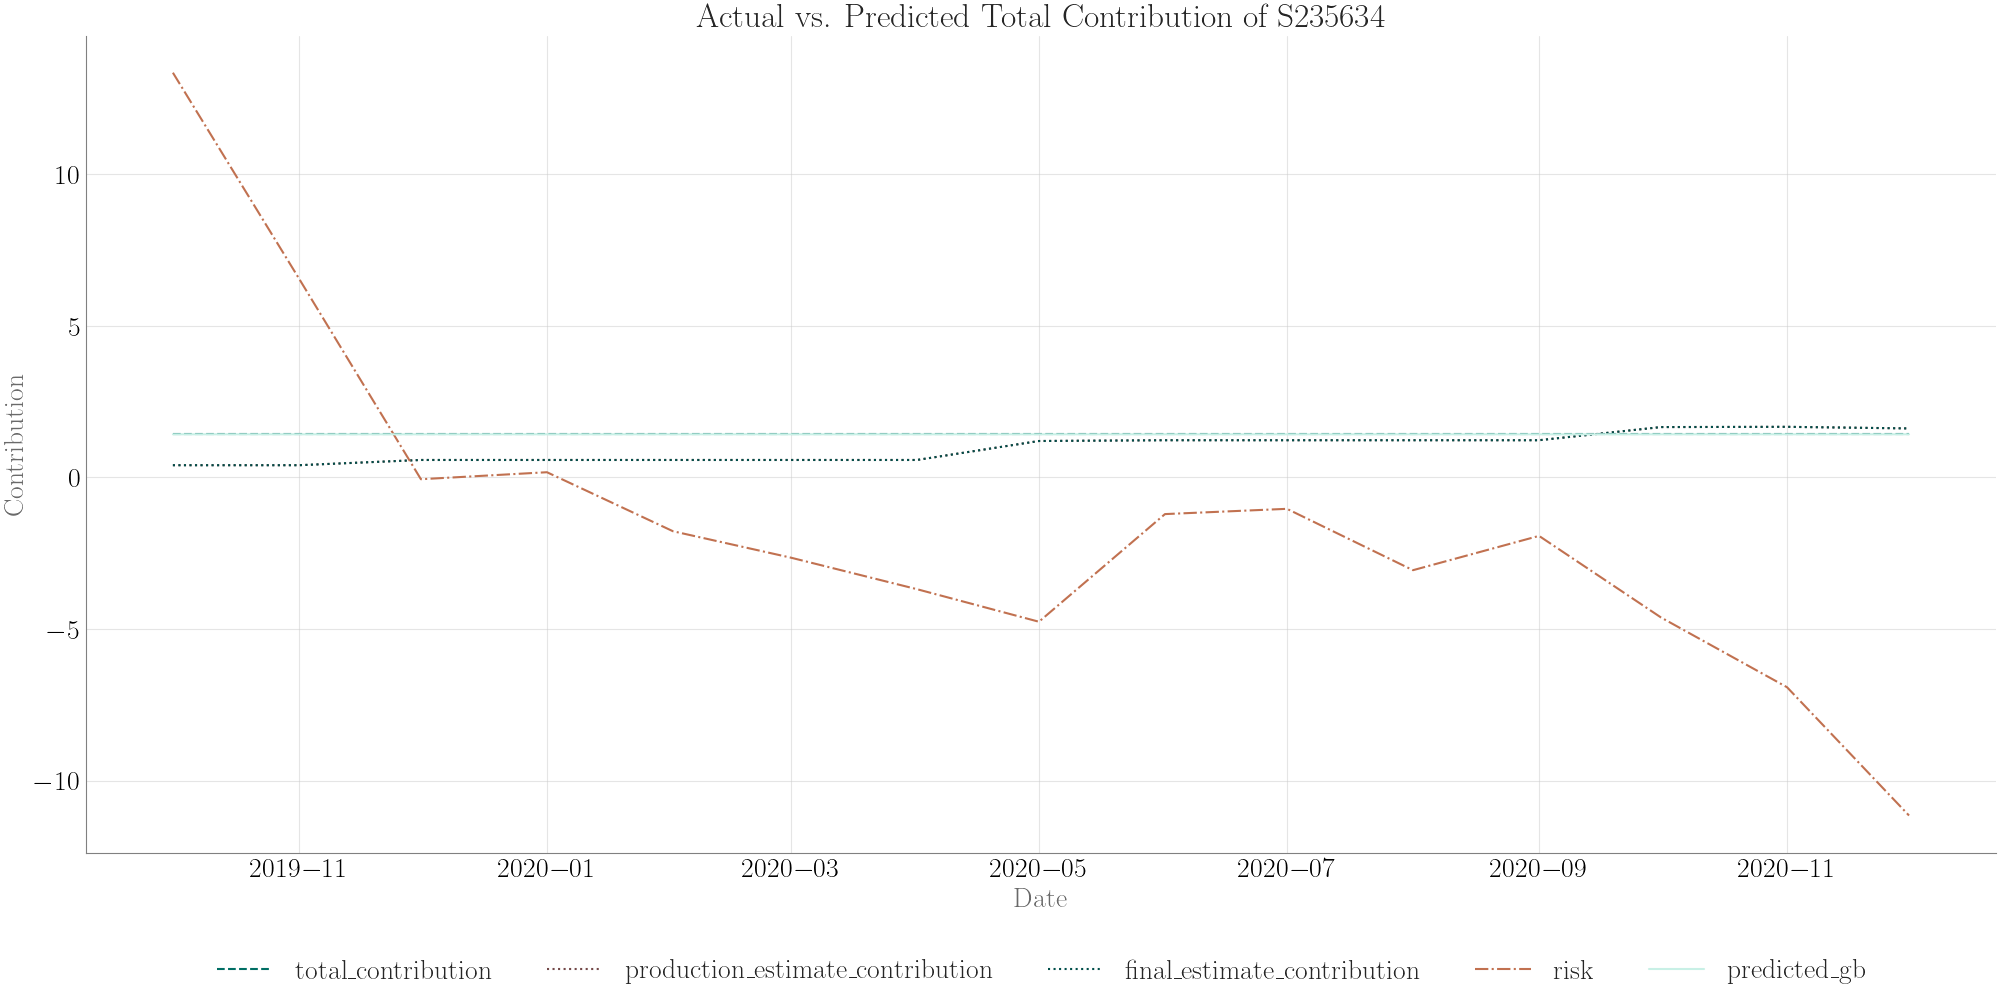 Actual vs. Predicted Total Contribution of S235634
Contribution
10
5
0
−5
−10
2019−11 2020−01 2020−03 2020−05 2020−07 2020−09 2020−11
Date
total_contribution production_estimate_contribution final_estimate_contribution risk predicted_gb